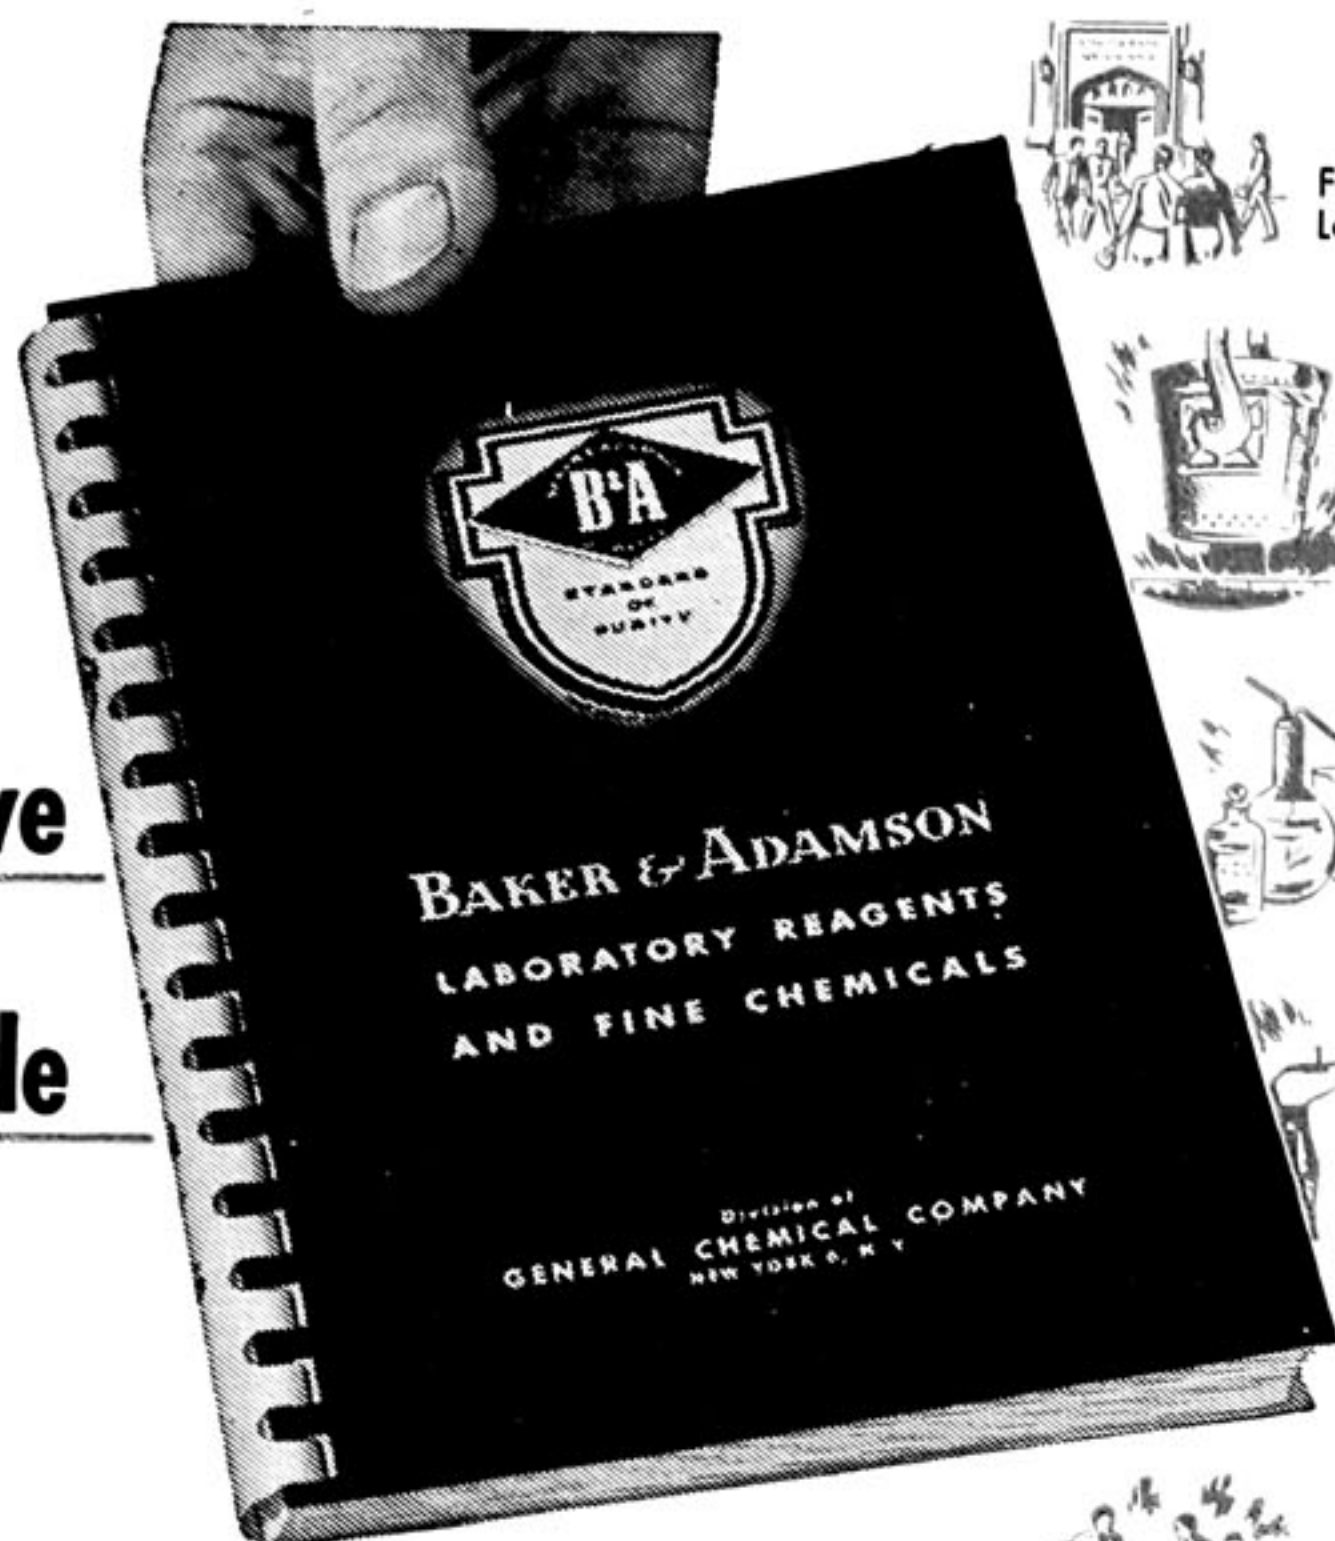 B&A
STANDARD
OF
PURITY
BAKER & ADAMSON
LABORATORY REAGENTS
AND FINE CHEMICALS
Division of
GENERAL CHEMICAL COMPANY
NEW YORK 6, N Y
ve
le
F
L